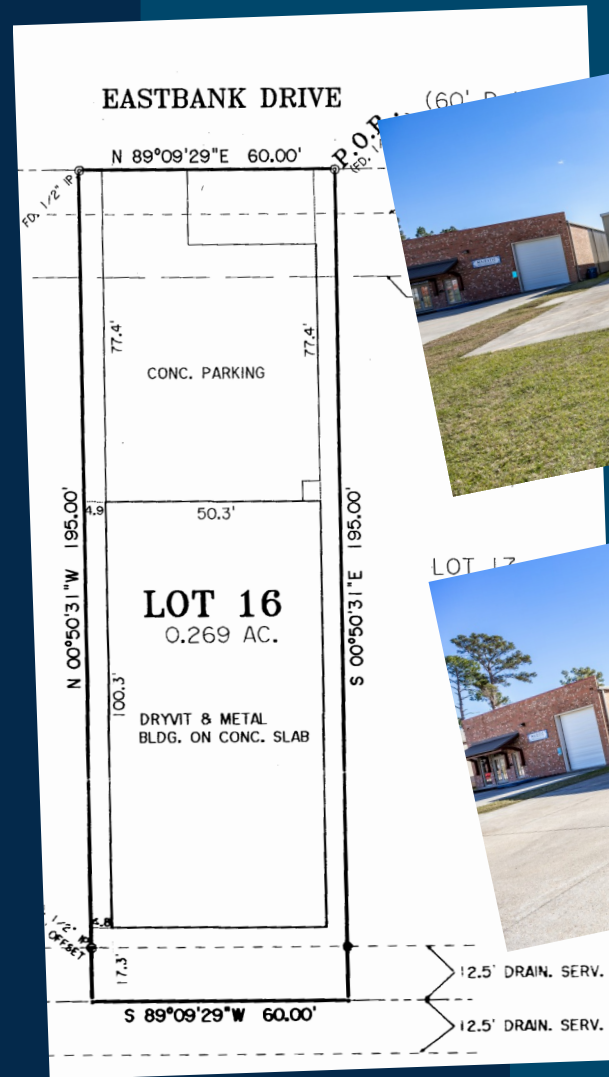 EASTBANK DRIVE
(60'
N 89°09'29"E 60.00'
P.O.B.
FD. 1/2" IP
(FD.
77.4'
77.4'
CONC. PARKING
4.9
50.3'
N 00°50'31"W 195.00'
S 00°50'31"E 195.00'
LOT 17
LOT 16
0.269 AC.
100.3'
DRYVIT & METAL
BLDG. ON CONC. SLAB
4.8
1/2" IP
OFFSET
17.3'
12.5' DRAIN. SERV.
S 89°09'29"W 60.00'
12.5' DRAIN. SERV.